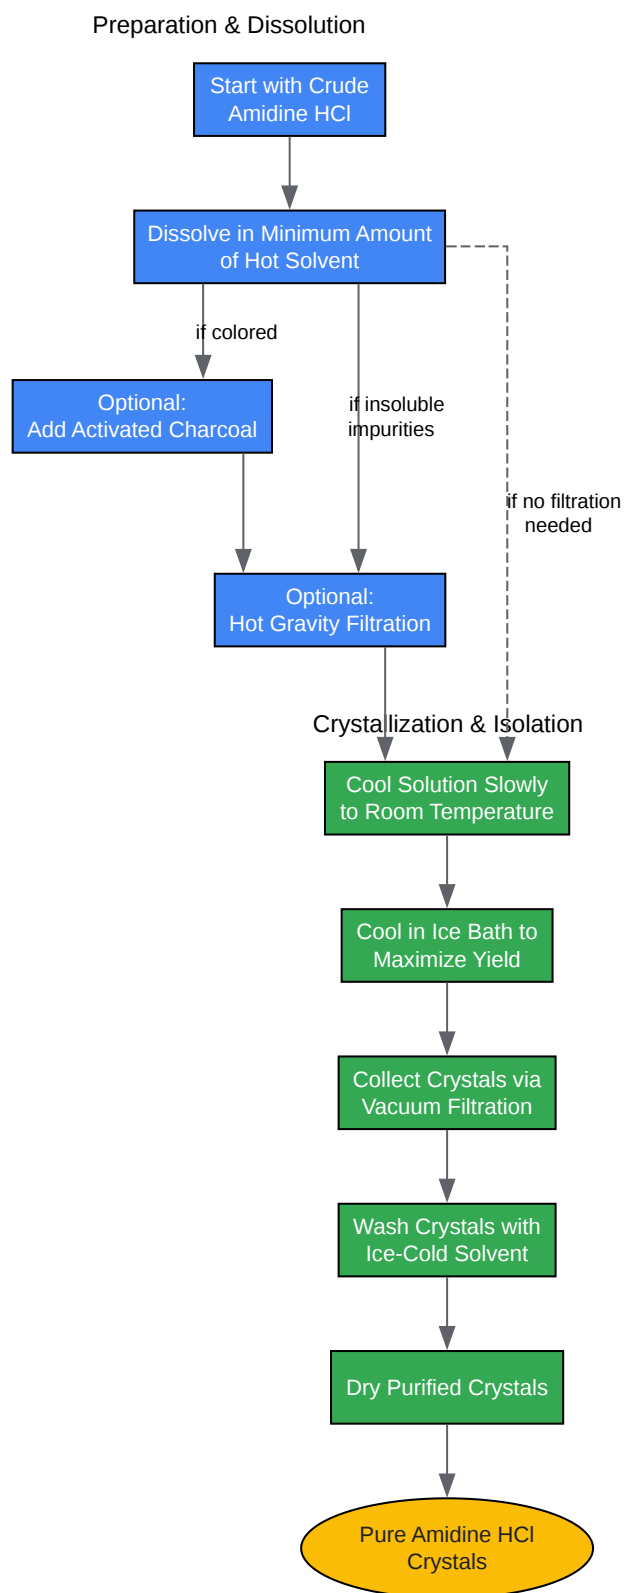 Preparation & Dissolution
Start with Crude
Amidine HCl
Dissolve in Minimum Amount
of Hot Solvent
if colored
Optional:
Add Activated Charcoal
if insoluble
impurities
if no filtration
needed
Optional:
Hot Gravity Filtration
Crystallization & Isolation
Cool Solution Slowly
to Room Temperature
Cool in Ice Bath to
Maximize Yield
Collect Crystals via
Vacuum Filtration
Wash Crystals with
Ice-Cold Solvent
Dry Purified Crystals
Pure Amidine HCl
Crystals